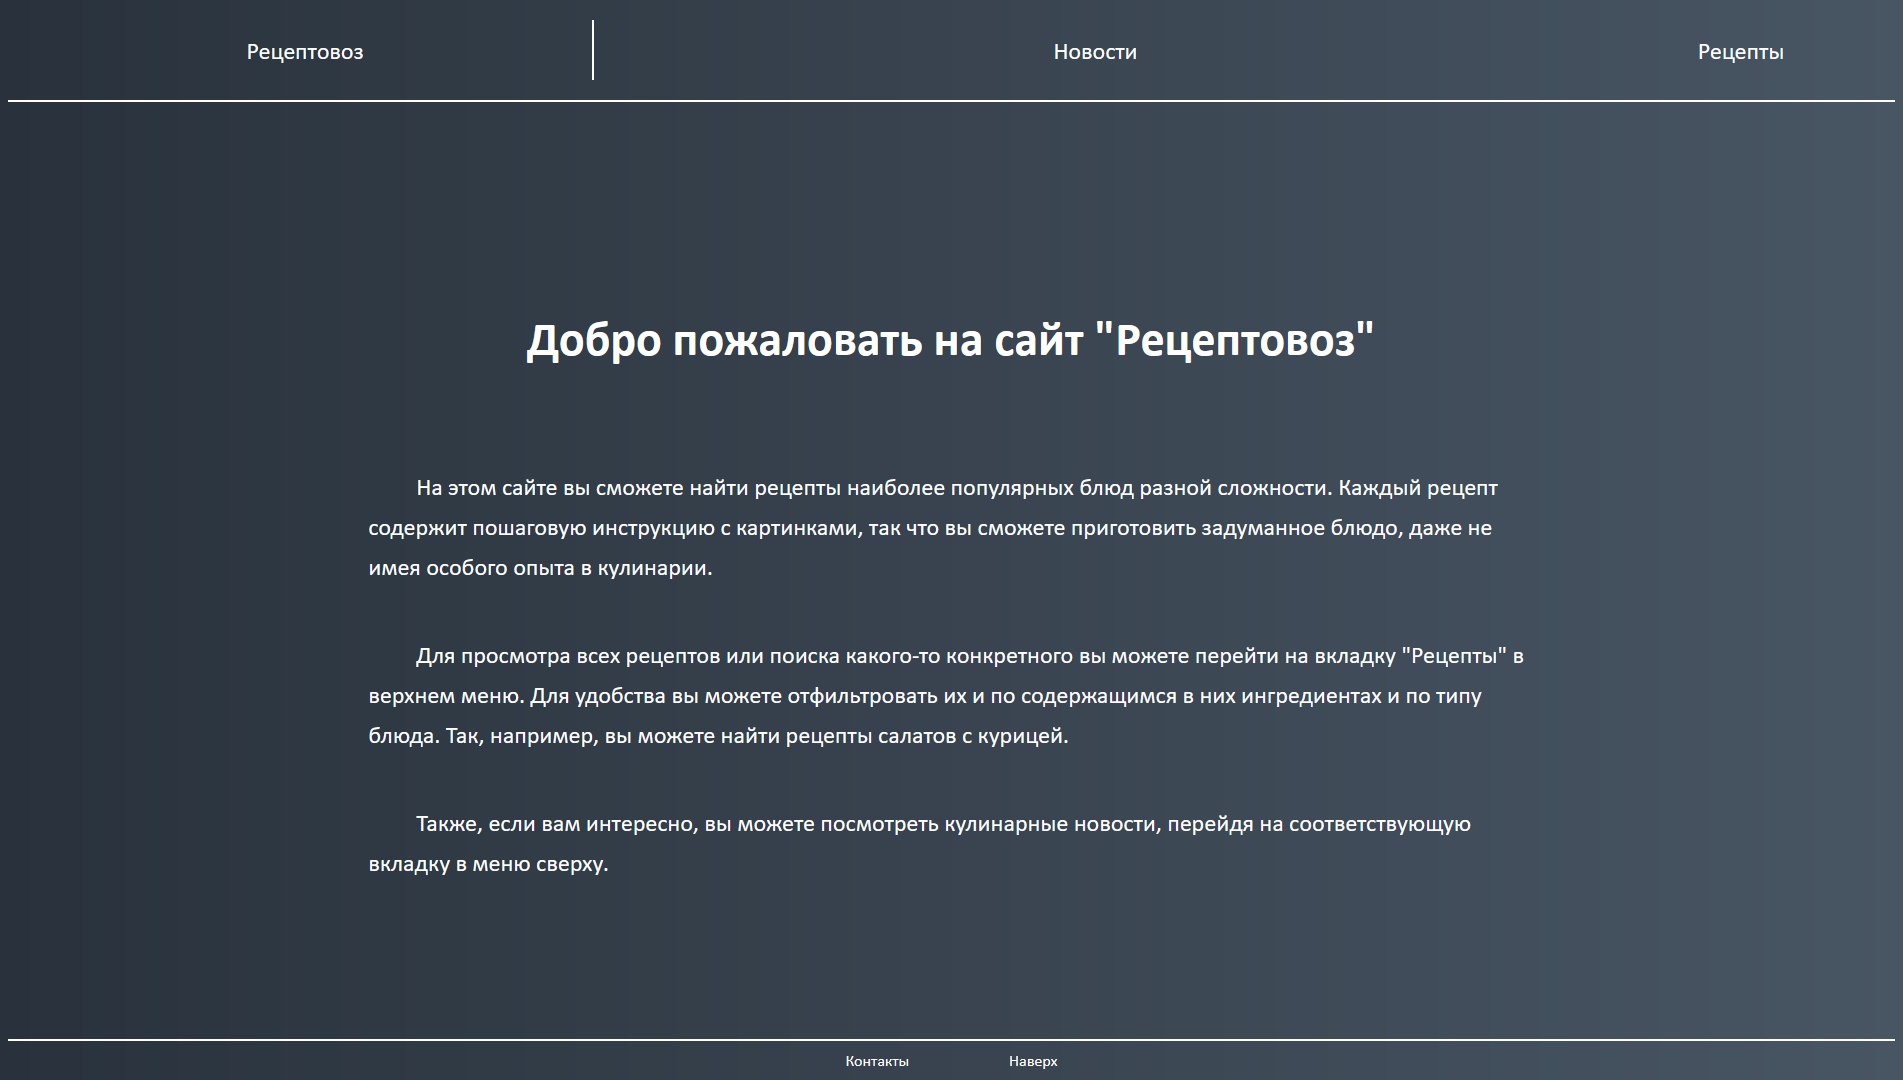 Рецептовоз
Новости
Рецепты
Добро пожаловать на сайт "Рецептовоз"
На этом сайте вы сможете найти рецепты наиболее популярных блюд разной сложности. Каждый рецепт
содержит пошаговую инструкцию с картинками, так что вы сможете приготовить задуманное блюдо, даже не
имея особого опыта в кулинарии.
Для просмотра всех рецептов или поиска какого-то конкретного вы можете перейти на вкладку "Рецепты" в
верхнем меню. Для удобства вы можете отфильтровать их и по содержащимся в них ингредиентах и по типу
блюда. Так, например, вы можете найти рецепты салатов с курицей.
Также, если вам интересно, вы можете посмотреть кулинарные новости, перейдя на соответствующую
вкладку в меню сверху.
Контакты
Наверх